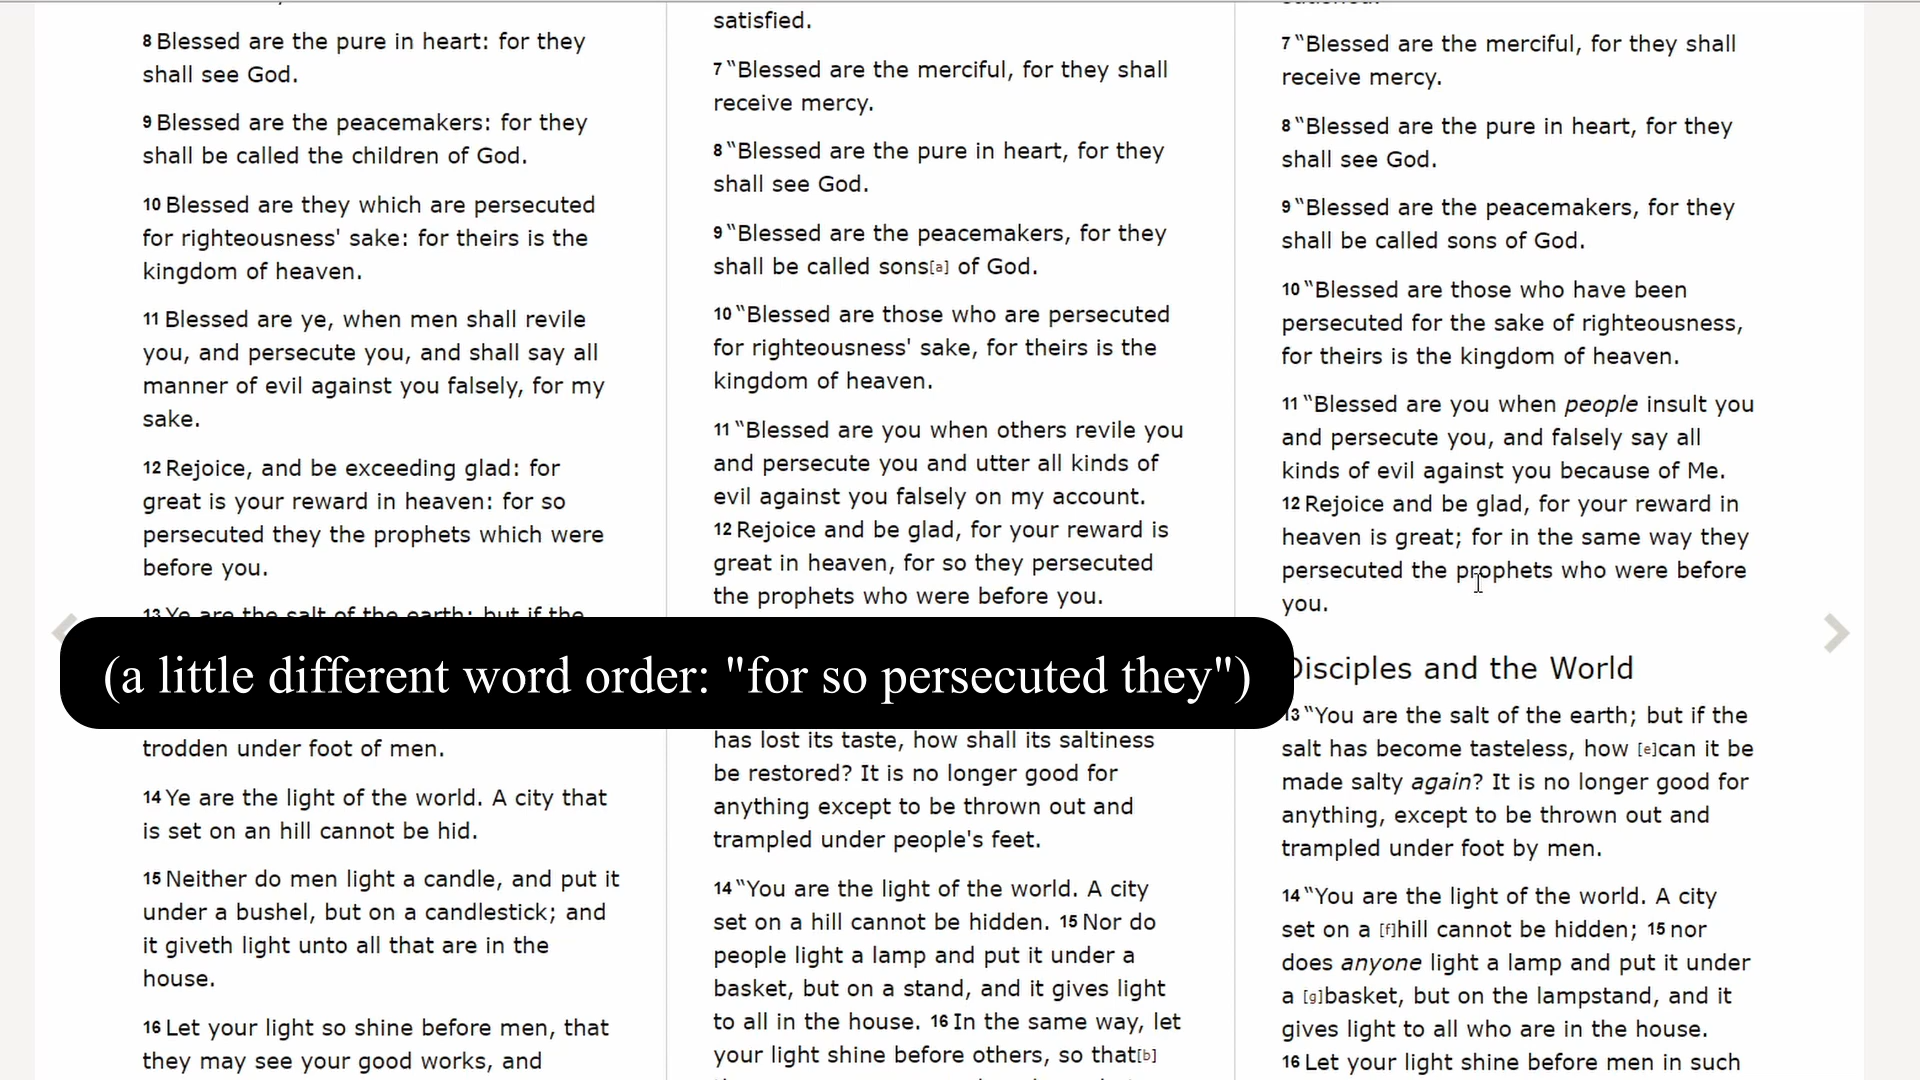 8 Blessed are the pure in heart: for they
shall see God.
9 Blessed are the peacemakers: for they
shall be called the children of God.
10 Blessed are they which are persecuted
for righteousness' sake: for theirs is the
kingdom of heaven.
11 Blessed are ye, when men shall revile
you, and persecute you, and shall say all
manner of evil against you falsely, for my
sake.
12 Rejoice, and be exceeding glad: for
great is your reward in heaven: for so
persecuted they the prophets which were
before you.
13 Ye are the salt of the earth: but if the
trodden under foot of men.
14 Ye are the light of the world. A city that
is set on an hill cannot be hid.
15 Neither do men light a candle, and put it
under a bushel, but on a candlestick; and
it giveth light unto all that are in the
house.
16 Let your light so shine before men, that
they may see your good works, and
satisfied.
7 “Blessed are the merciful, for they shall
receive mercy.
8 “Blessed are the pure in heart, for they
shall see God.
9 “Blessed are the peacemakers, for they
shall be called sons[a] of God.
10 “Blessed are those who are persecuted
for righteousness' sake, for theirs is the
kingdom of heaven.
11 “Blessed are you when others revile you
and persecute you and utter all kinds of
evil against you falsely on my account.
12 Rejoice and be glad, for your reward is
great in heaven, for so they persecuted
the prophets who were before you.
has lost its taste, how shall its saltiness
be restored? It is no longer good for
anything except to be thrown out and
trampled under people's feet.
14 “You are the light of the world. A city
set on a hill cannot be hidden. 15 Nor do
people light a lamp and put it under a
basket, but on a stand, and it gives light
to all in the house. 16 In the same way, let
your light shine before others, so that[b]
7 “Blessed are the merciful, for they shall
receive mercy.
8 “Blessed are the pure in heart, for they
shall see God.
9 “Blessed are the peacemakers, for they
shall be called sons of God.
10 “Blessed are those who have been
persecuted for the sake of righteousness,
for theirs is the kingdom of heaven.
11 “Blessed are you when people insult you
and persecute you, and falsely say all
kinds of evil against you because of Me.
12 Rejoice and be glad, for your reward in
heaven is great; for in the same way they
persecuted the prophets who were before
you.
Disciples and the World
13 “You are the salt of the earth; but if the
salt has become tasteless, how [e]can it be
made salty again? It is no longer good for
anything, except to be thrown out and
trampled under foot by men.
14 “You are the light of the world. A city
set on a [f]hill cannot be hidden; 15 nor
does anyone light a lamp and put it under
a [g]basket, but on the lampstand, and it
gives light to all who are in the house.
16 Let your light shine before men in such
(a little different word order: "for so persecuted they")